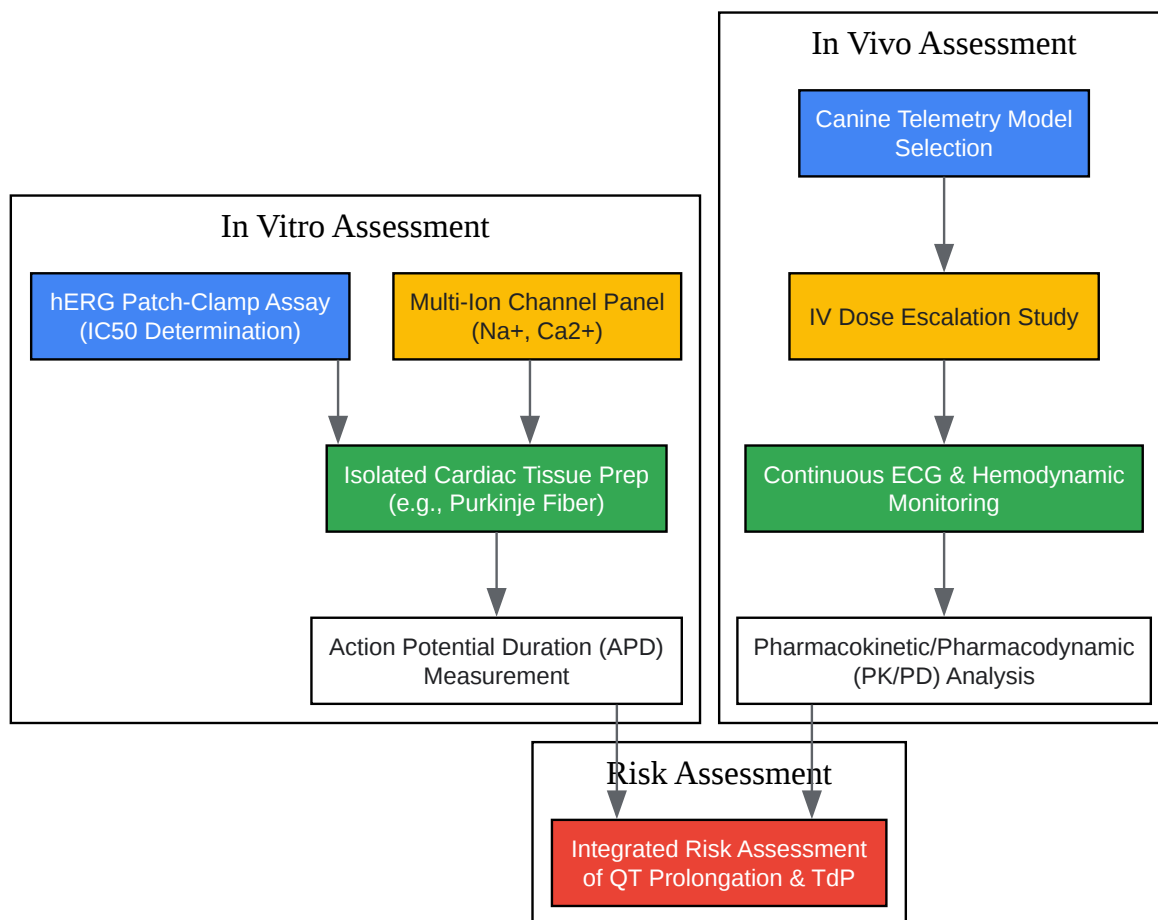 In Vitro Assessment
hERG Patch-Clamp Assay
(IC50 Determination)
Multi-Ion Channel Panel
(Na+, Ca2+)
Isolated Cardiac Tissue Prep
(e.g., Purkinje Fiber)
Action Potential Duration (APD)
Measurement
In Vivo Assessment
Canine Telemetry Model
Selection
IV Dose Escalation Study
Continuous ECG & Hemodynamic
Monitoring
Pharmacokinetic/Pharmacodynamic
(PK/PD) Analysis
Risk Assessment
Integrated Risk Assessment
of QT Prolongation & TdP